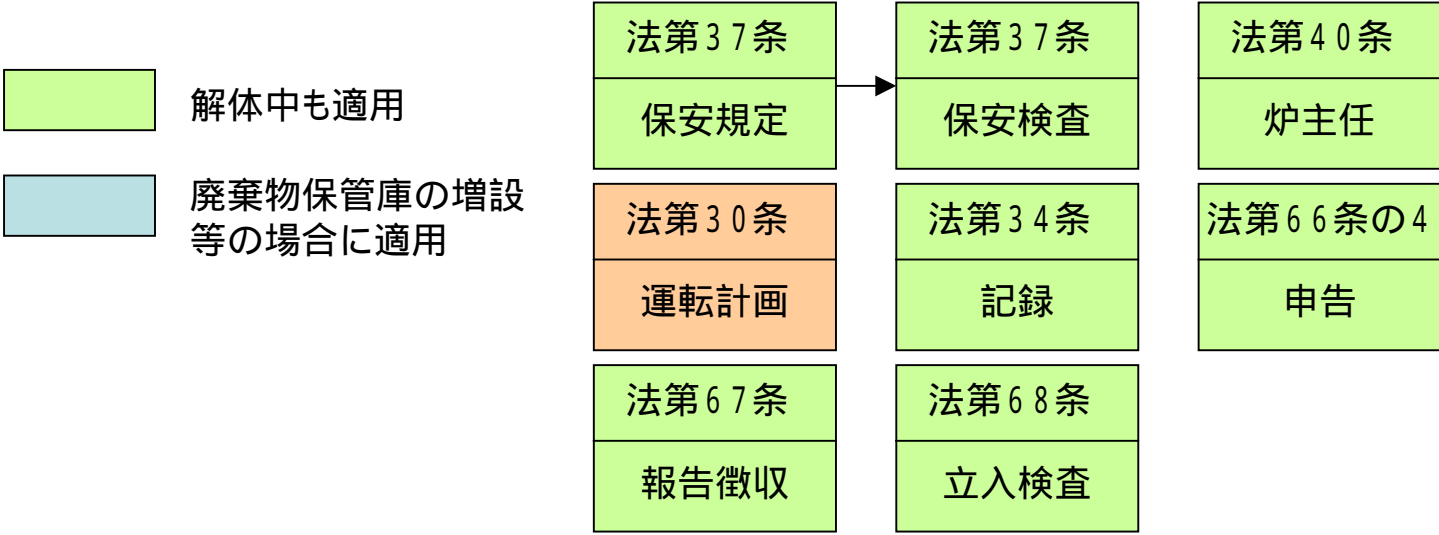 解体中も適用
廃棄物保管庫の増設
等の場合に適用
法第37条
保安規定
法第37条
保安検査
法第40条
炉主任
法第30条
運転計画
法第34条
記録
法第66条の4
申告
法第67条
報告徴収
法第68条
立入検査